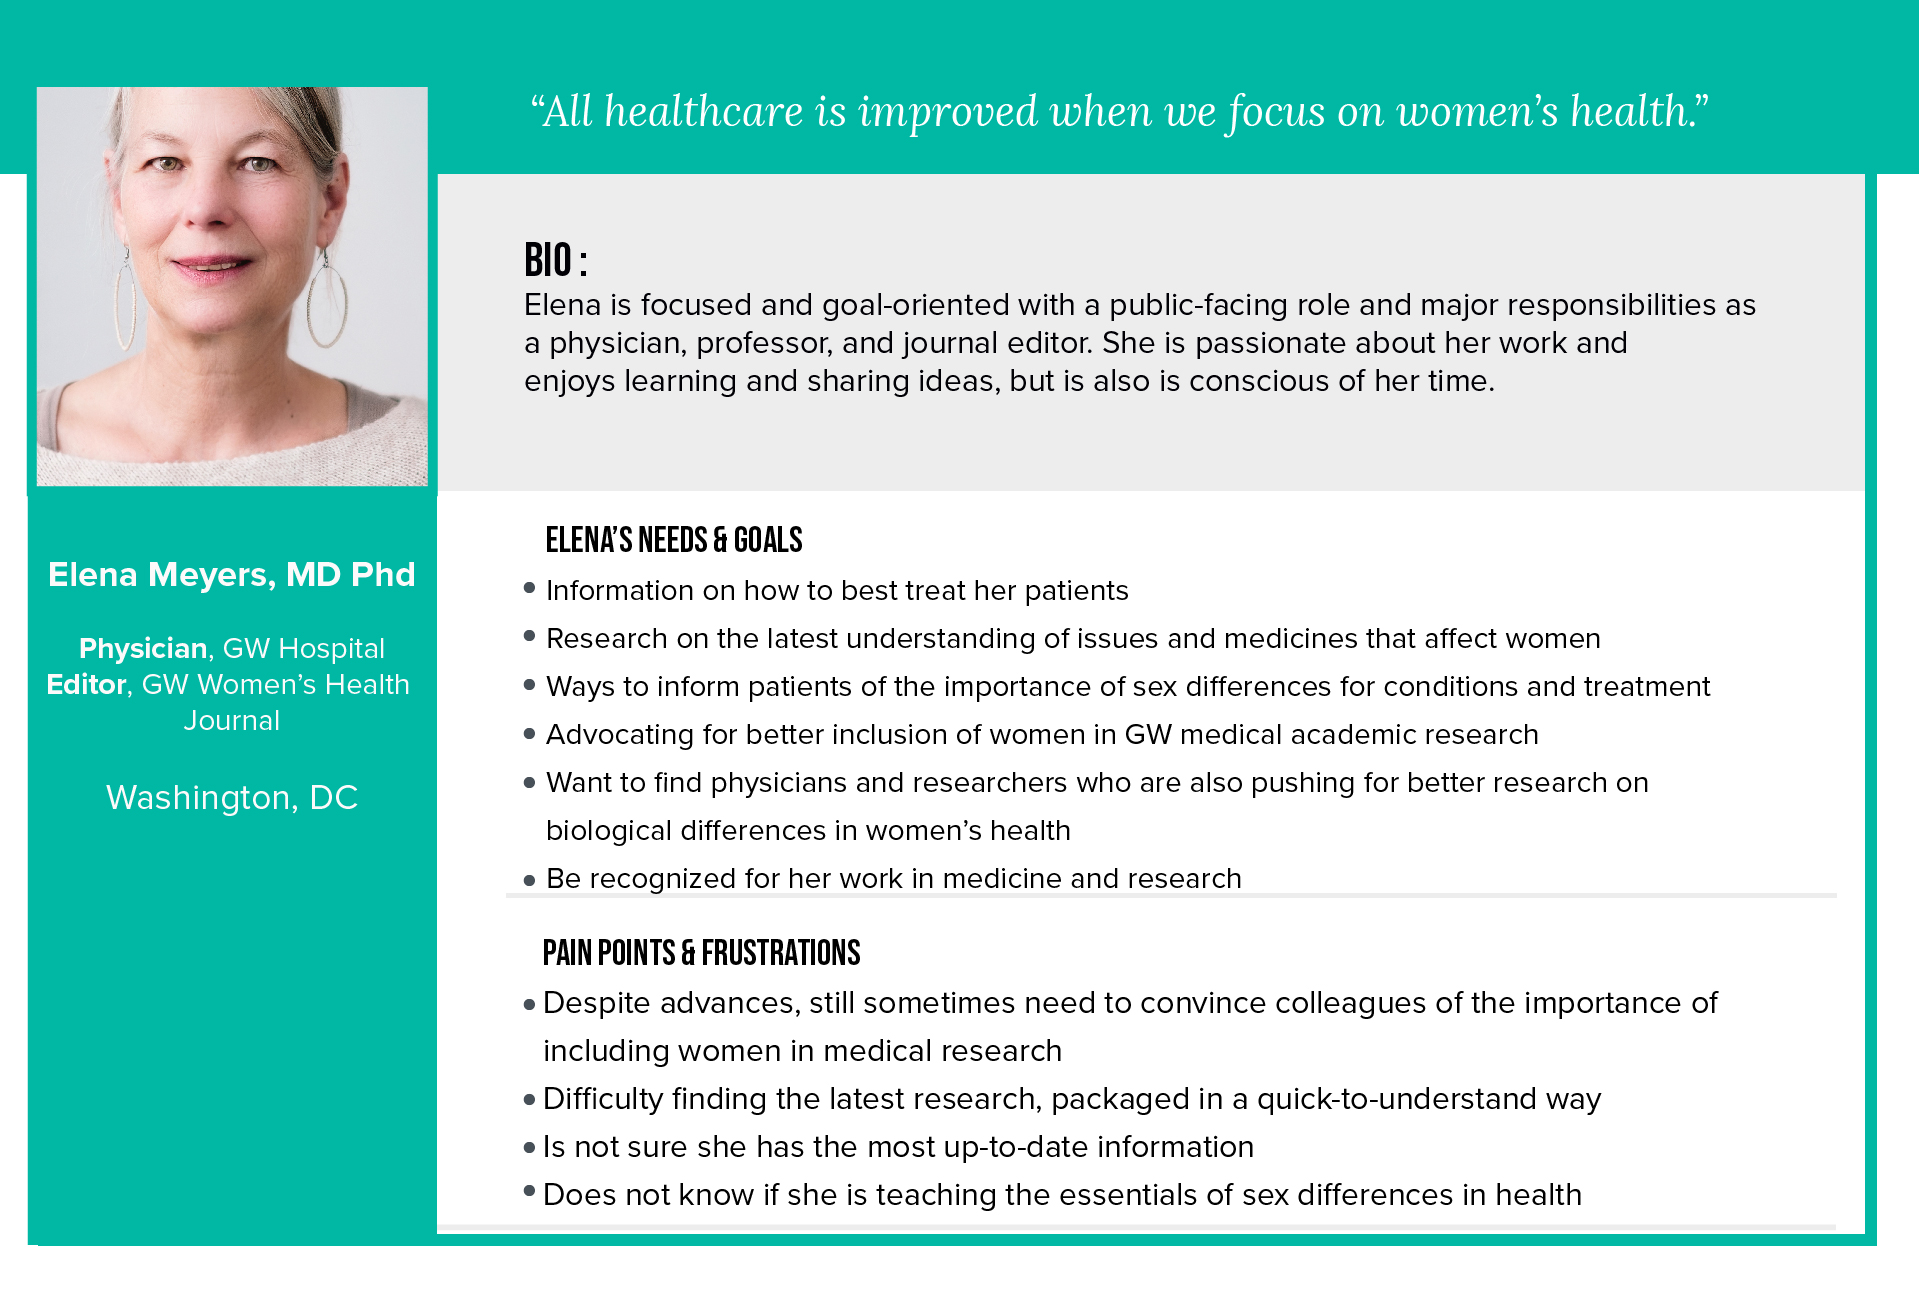 “All healthcare is improved when we focus on women’s health.”
BIO :
Elena is focused and goal-oriented with a public-facing role and major responsibilities as
a physician, professor, and journal editor. She is passionate about her work and
enjoys learning and sharing ideas, but is also is conscious of her time.
Elena Meyers, MD Phd
Physician, GW Hospital
Editor, GW Women’s Health
Journal
Washington, DC
ELENA’S NEEDS & GOALS
• Information on how to best treat her patients
• Research on the latest understanding of issues and medicines that affect women
• Ways to inform patients of the importance of sex differences for conditions and treatment
• Advocating for better inclusion of women in GW medical academic research
• Want to find physicians and researchers who are also pushing for better research on
biological differences in women’s health
• Be recognized for her work in medicine and research
PAIN POINTS & FRUSTRATIONS
• Despite advances, still sometimes need to convince colleagues of the importance of
including women in medical research
• Difficulty finding the latest research, packaged in a quick-to-understand way
• Is not sure she has the most up-to-date information
• Does not know if she is teaching the essentials of sex differences in health